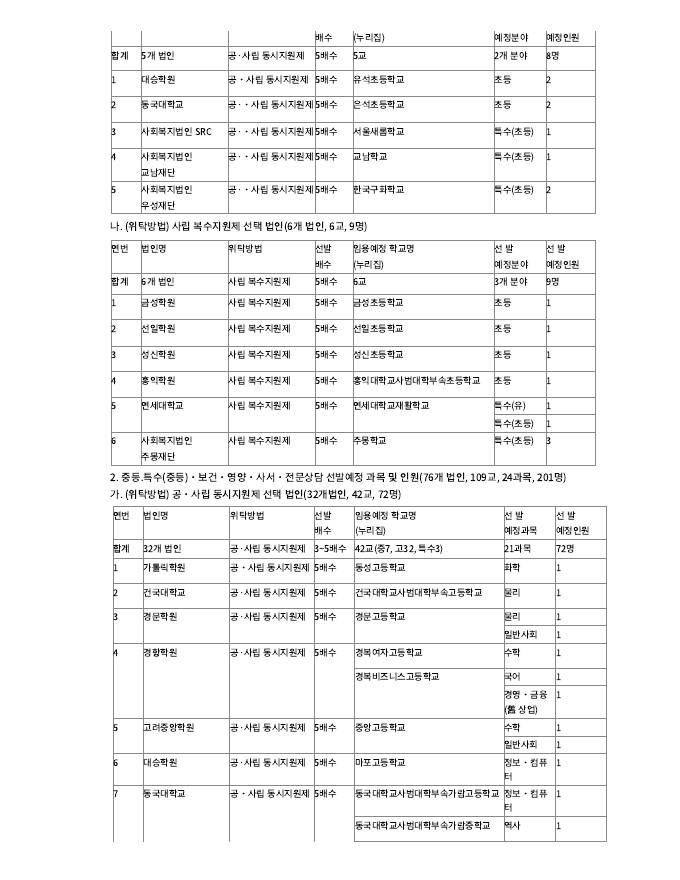 배수 (누리집) 예정분야 예정인원
합계 5개 법인 공·사립 동시지원제 5배수 5교 2개 분야 8명
1 대승학원 공·사립 동시지원제 5배수 유석초등학교 초등 2
2 동국대학교 공··사립 동시지원제 5배수 은석초등학교 초등 2
3 사회복지법인 SRC 공··사립 동시지원제 5배수 서울새롬학교 특수(초등) 1
4 사회복지법인 공··사립 동시지원제 5배수 교남학교 특수(초등) 1
교남재단
5 사회복지법인 공··사립 동시지원제 5배수 한국구화학교 특수(초등) 2
우성재단
나. (위탁방법) 사립 복수지원제 선택 법인(6개 법인, 6교, 9명)
연번 법인명 위탁방법 선발 임용예정 학교명 선 발 선 발
배수 (누리집) 예정분야 예정인원
합계 6개 법인 사립 복수지원제 5배수 6교 3개 분야 9명
1 금성학원 사립 복수지원제 5배수 금성초등학교 초등 1
2 선일학원 사립 복수지원제 5배수 선일초등학교 초등 1
3 성신학원 사립 복수지원제 5배수 성신초등학교 초등 1
4 홍익학원 사립 복수지원제 5배수 홍익대학교사범대학부속초등학교 초등 1
5 연세대학교 사립 복수지원제 5배수 연세대학교재활학교 특수(유) 1
특수(초등) 1
6 사회복지법인 사립 복수지원제 5배수 주몽학교 특수(초등) 3
주몽재단
2. 중등.특수(중등)·보건·영양·사서·전문상담 선발예정 과목 및 인원(76개 법인, 109교, 24과목, 201명)
가. (위탁방법) 공·사립 동시지원제 선택 법인(32개법인, 42교, 72명)
연번 법인명 위탁방법 선발 임용예정 학교명 선 발 선 발
배수 (누리집) 예정과목 예정인원
합계 32개 법인 공·사립 동시지원제 3~5배수 42교(중7, 고32, 특수3) 21과목 72명
1 가톨릭학원 공·사립 동시지원제 5배수 동성고등학교 화학 1
2 건국대학교 공·사립 동시지원제 5배수 건국대학교사범대학부속고등학교 물리 1
3 경문학원 공·사립 동시지원제 5배수 경문고등학교 물리 1
일반사회 1
4 경향학원 공·사립 동시지원제 5배수 경복여자고등학교 수학 1
경복비즈니스고등학교 국어 1
경영·금융 1
(舊 상업)
5 고려중앙학원 공·사립 동시지원제 5배수 중앙고등학교 수학 1
일반사회 1
6 대승학원 공·사립 동시지원제 5배수 마포고등학교 정보·컴퓨 1
터
7 동국대학교 공·사립 동시지원제 5배수 동국대학교사범대학부속가람고등학교 정보·컴퓨 1
터
동국대학교사범대학부속가람중학교 역사 1